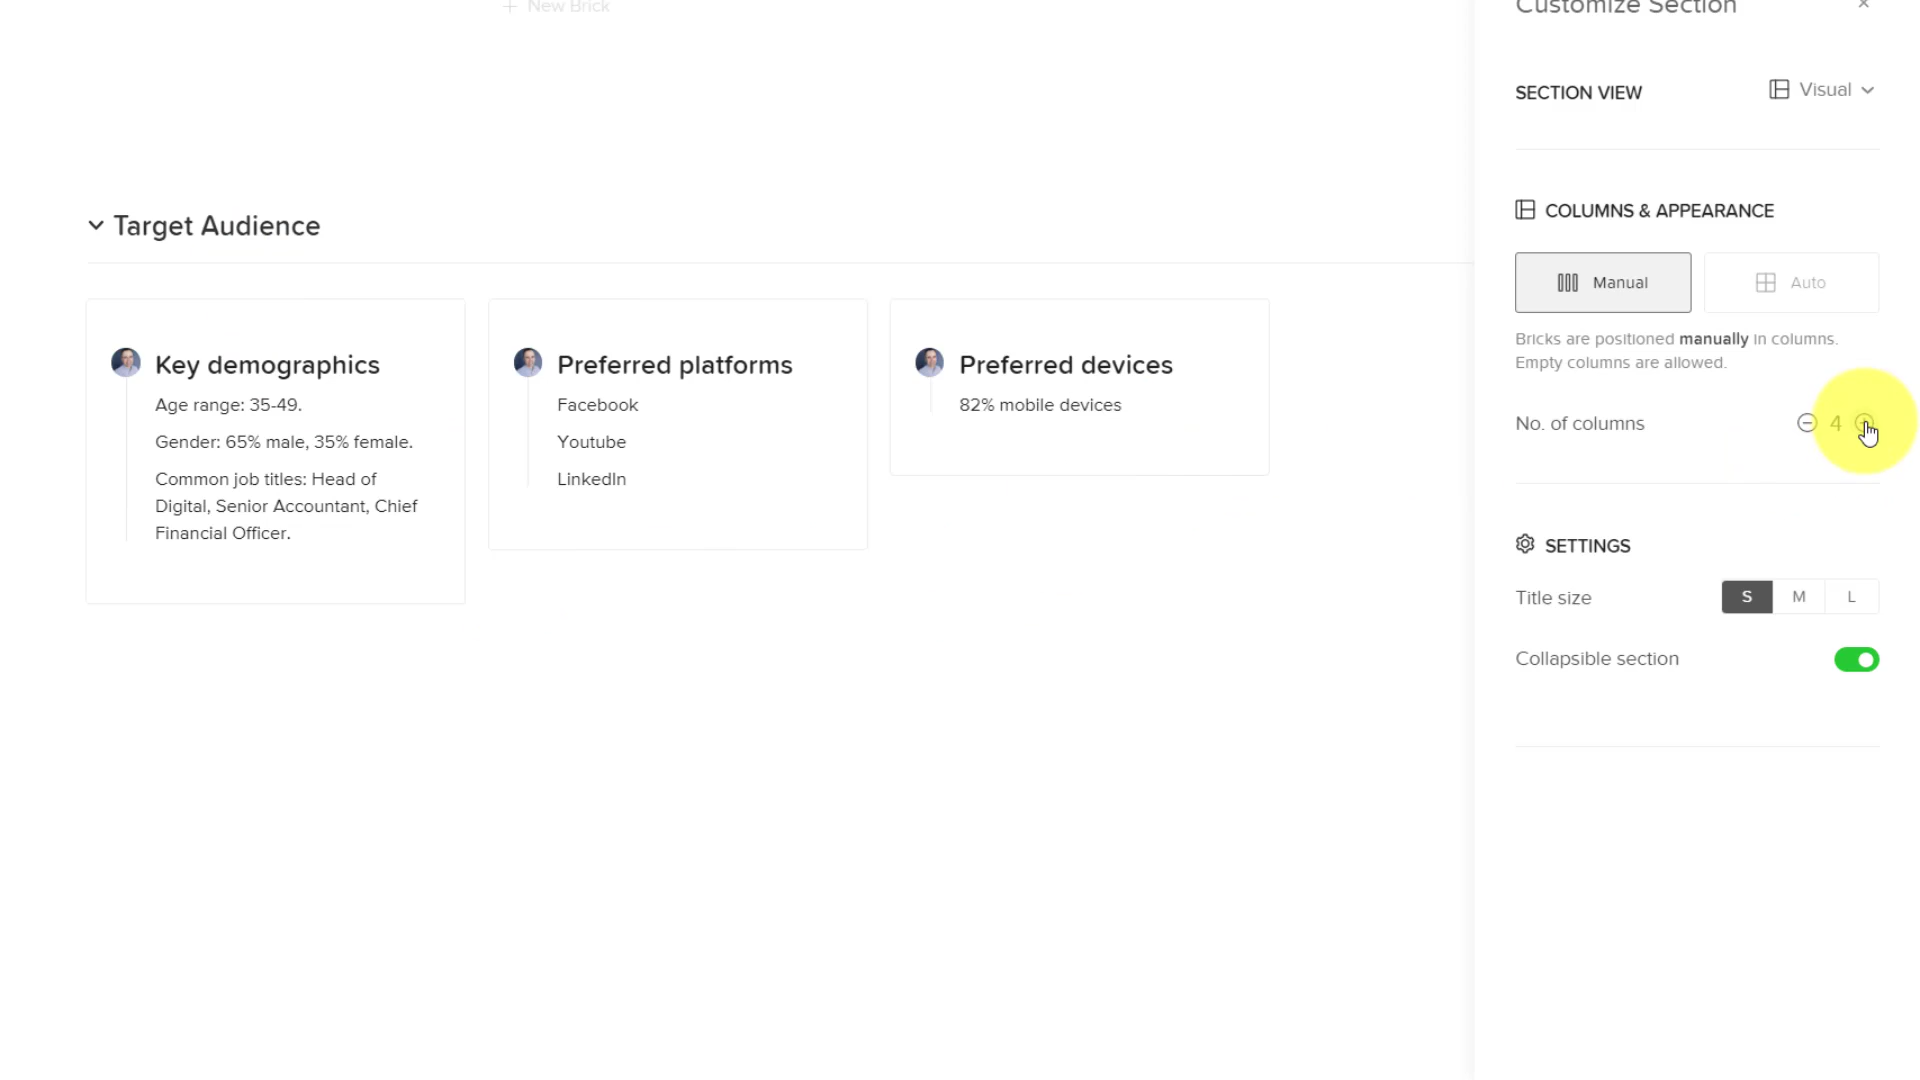 + New Brick
Customize Section
×
SECTION VIEW
Visual
COLUMNS & APPEARANCE
Manual
Auto
Bricks are positioned manually in columns.
Empty columns are allowed.
No. of columns
4
SETTINGS
Title size
S M L
Collapsible section
Target Audience
Key demographics
Age range: 35-49.
Gender: 65% male, 35% female.
Common job titles: Head of
Digital, Senior Accountant, Chief
Financial Officer.
Preferred platforms
Facebook
Youtube
LinkedIn
Preferred devices
82% mobile devices